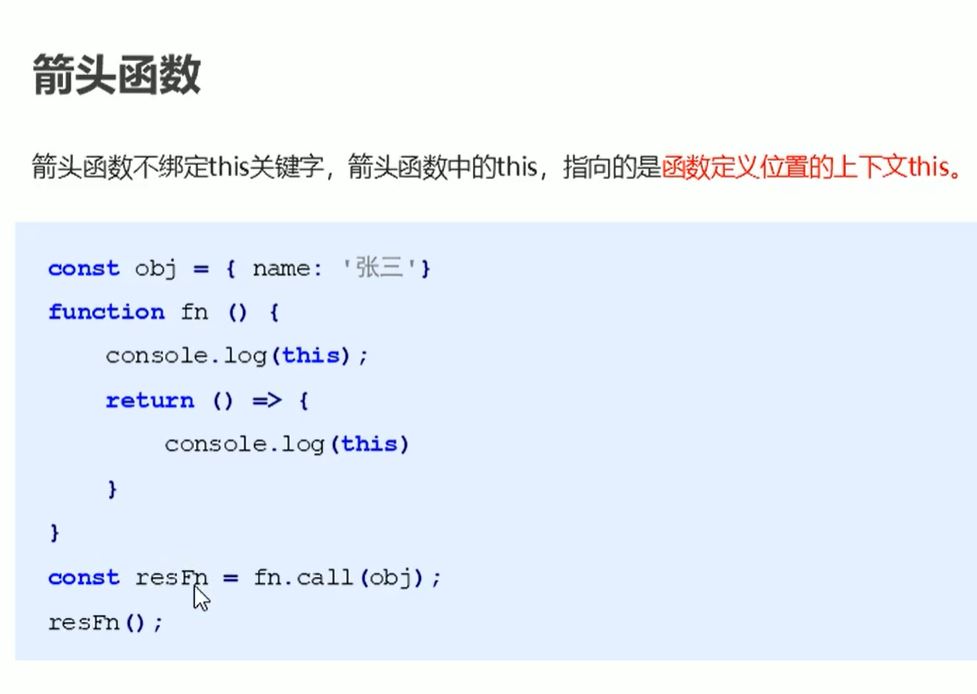 箭头函数
箭头函数不绑定this关键字，箭头函数中的this，指向的是函数定义位置的上下文this。
const obj = { name: '张三'}
function fn () {
console.log(this);
return () => {
console.log(this)
}
}
const resFn = fn.call(obj);
resFn();